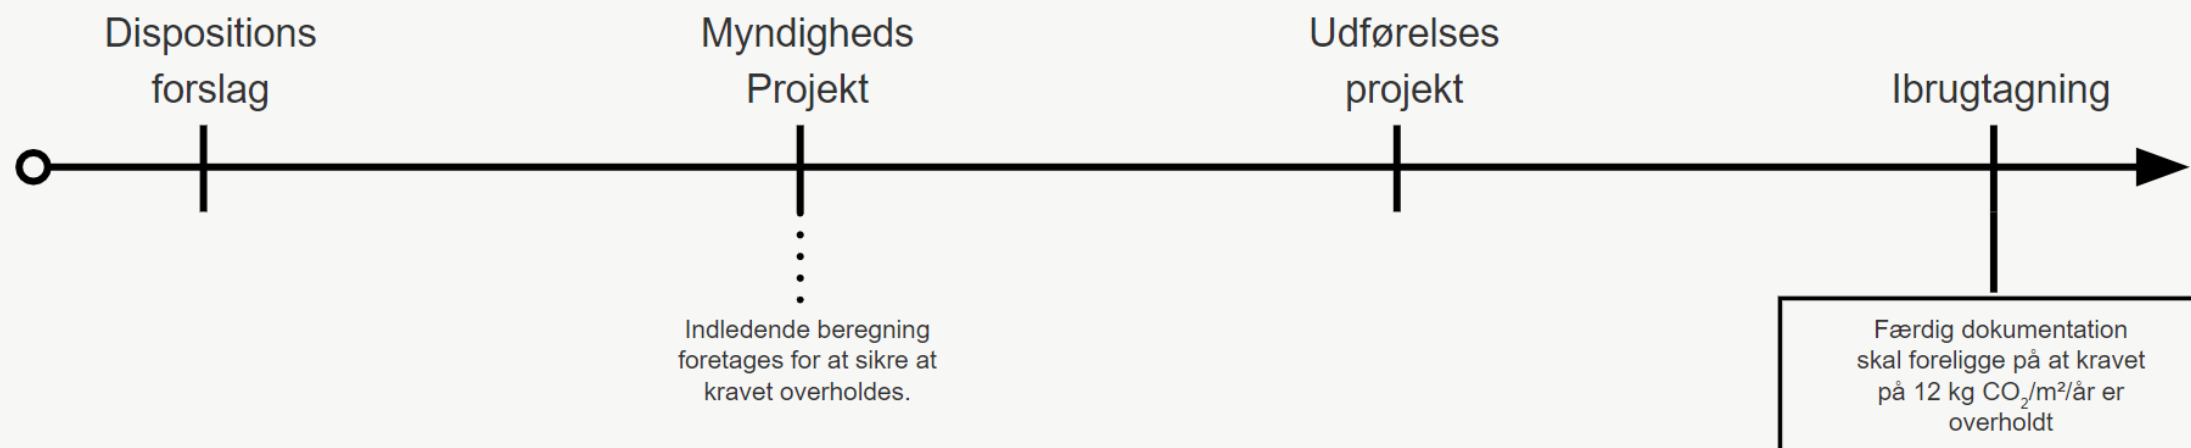 Dispositions
forslag
Myndigheds
Projekt
Udførelses
projekt
Ibrugtagning
Indledende beregning
foretages for at sikre at
kravet overholdes.
Færdig dokumentation
skal foreligge på at kravet
på 12 kg CO₂/m²/år er
overholdt